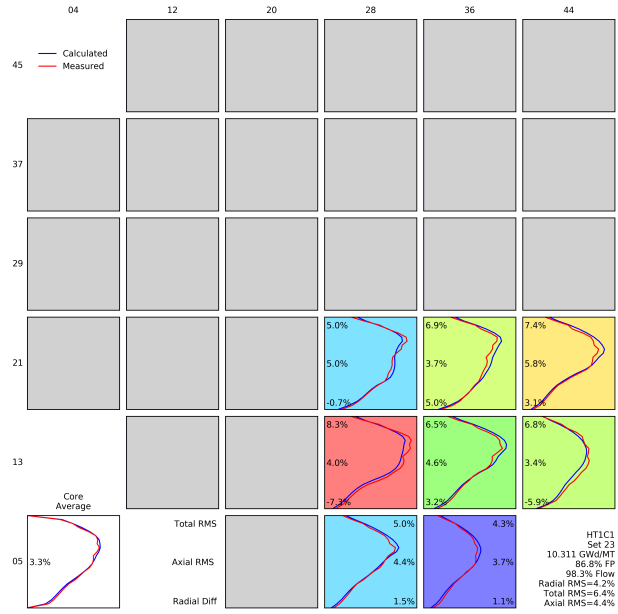 04 12 20 28 36 44
45
Calculated
Measured
37
29
21
5.0%
5.0%
-0.7%
6.9%
3.7%
5.0%
7.4%
5.8%
3.1%
13
8.3%
4.0%
-7.3%
6.5%
4.6%
3.2%
6.8%
3.4%
-5.9%
Core
Average
05
3.3%
Total RMS
Axial RMS
Radial Diff
5.0%
4.4%
1.5%
4.3%
3.7%
1.1%
HT1C1
Set 23
10.311 GWd/MT
86.8% FP
98.3% Flow
Radial RMS=4.2%
Total RMS=6.4%
Axial RMS=4.4%